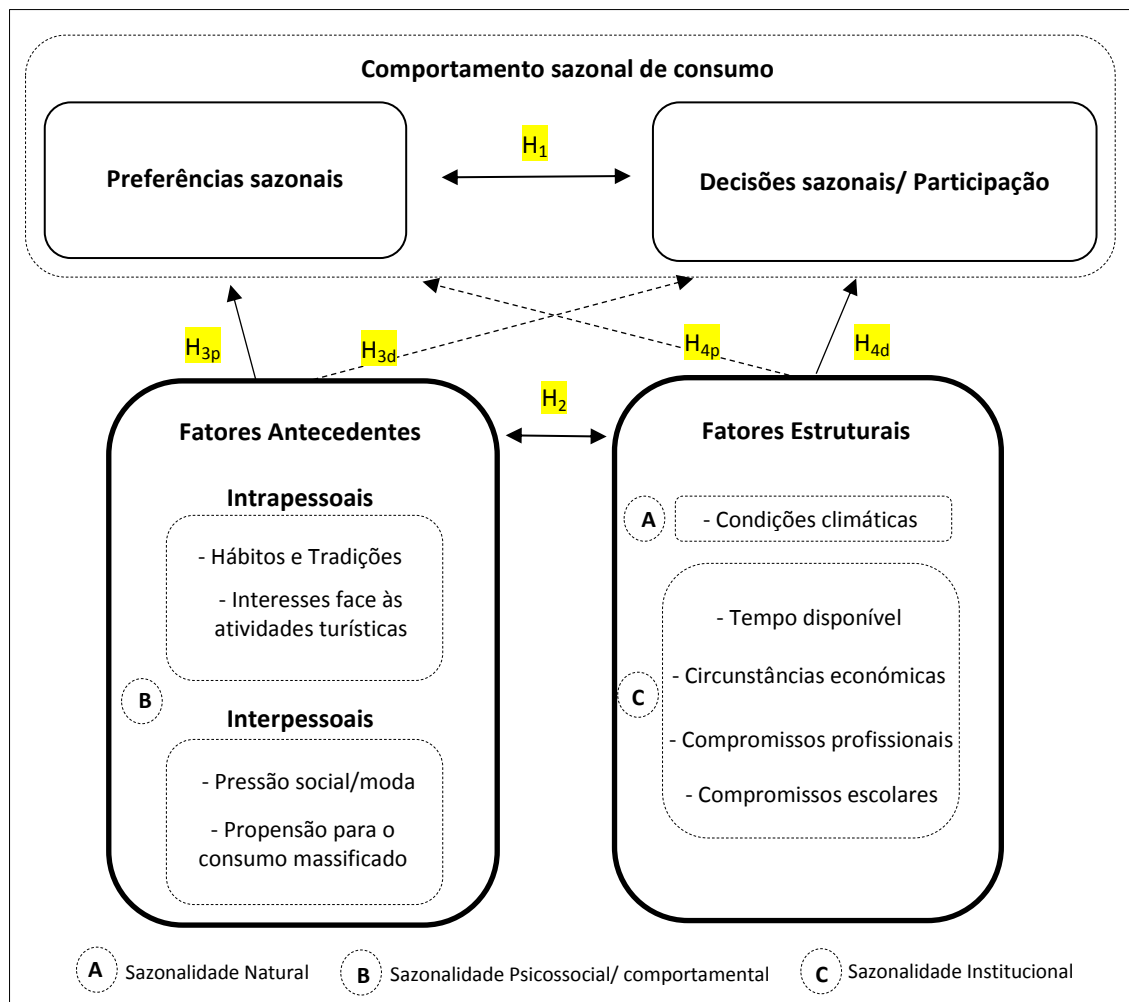 Comportamento sazonal de consumo
Preferências sazonais
H1
Decisões sazonais/ Participação
H3p
H3d
H4p
H4d
H2
Fatores Antecedentes
Intrapessoais
- Hábitos e Tradições
- Interesses face às
atividades turísticas
B
Interpessoais
- Pressão social/moda
- Propensão para o
consumo massificado
Fatores Estruturais
A
- Condições climáticas
- Tempo disponível
C
- Circunstâncias económicas
- Compromissos profissionais
- Compromissos escolares
A Sazonalidade Natural
B Sazonalidade Psicossocial/ comportamental
C Sazonalidade Institucional